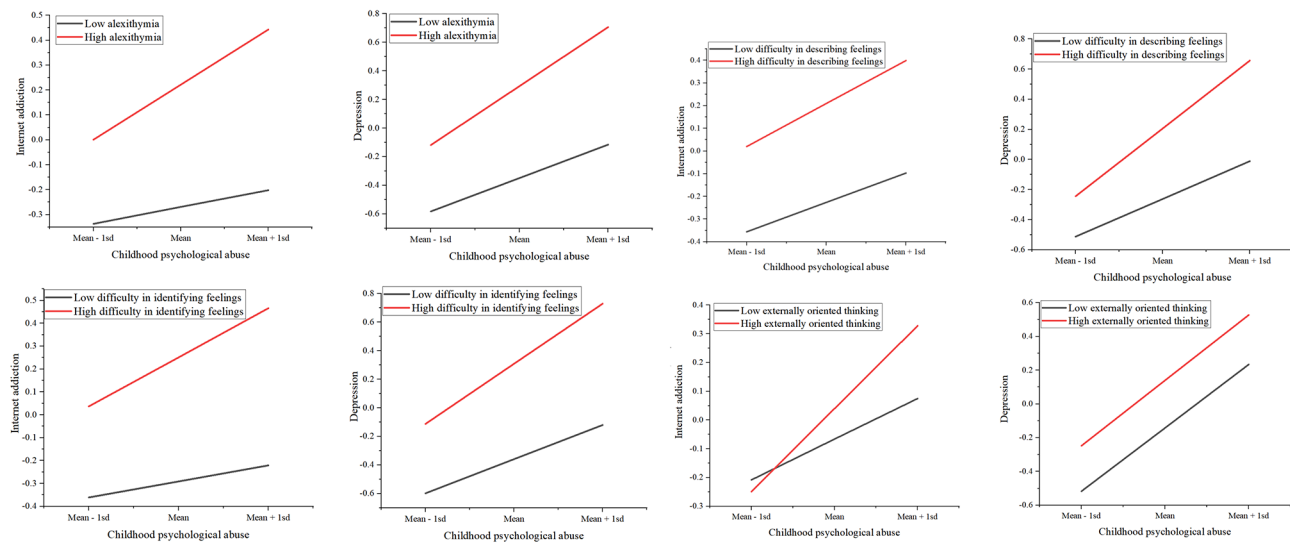 Low alexithymia
High alexithymia
Internet addiction
0.5
0.4
0.3
0.2
0.1
0.0
-0.1
-0.2
-0.3
Mean - 1sd Mean Mean + 1sd
Childhood psychological abuse
Low alexithymia
High alexithymia
Depression
0.8
0.6
0.4
0.2
0.0
-0.2
-0.4
-0.6
Mean - 1sd Mean Mean + 1sd
Childhood psychological abuse
Low difficulty in describing feelings
High difficulty in describing feelings
Internet addiction
0.4
0.3
0.2
0.1
0.0
-0.1
-0.2
-0.3
-0.4
Mean - 1sd Mean Mean + 1sd
Childhood psychological abuse
Low difficulty in describing feelings
High difficulty in describing feelings
Depression
0.8
0.6
0.4
0.2
0.0
-0.2
-0.4
-0.6
Mean - 1sd Mean Mean + 1sd
Childhood psychological abuse
Low difficulty in identifying feelings
High difficulty in identifying feelings
Internet addiction
0.5
0.4
0.3
0.2
0.1
0.0
-0.1
-0.2
-0.3
-0.4
Mean - 1sd Mean Mean + 1sd
Childhood psychological abuse
Low difficulty in identifying feelings
High difficulty in identifying feelings
Depression
0.8
0.6
0.4
0.2
0.0
-0.2
-0.4
-0.6
Mean - 1sd Mean Mean + 1sd
Childhood psychological abuse
Low externally oriented thinking
High externally oriented thinking
Internet addiction
0.4
0.3
0.2
0.1
0.0
-0.1
-0.2
-0.3
Mean - 1sd Mean Mean + 1sd
Childhood psychological abuse
Low externally oriented thinking
High externally oriented thinking
Depression
0.6
0.4
0.2
0.0
-0.2
-0.4
-0.6
Mean - 1sd Mean Mean + 1sd
Childhood psychological abuse